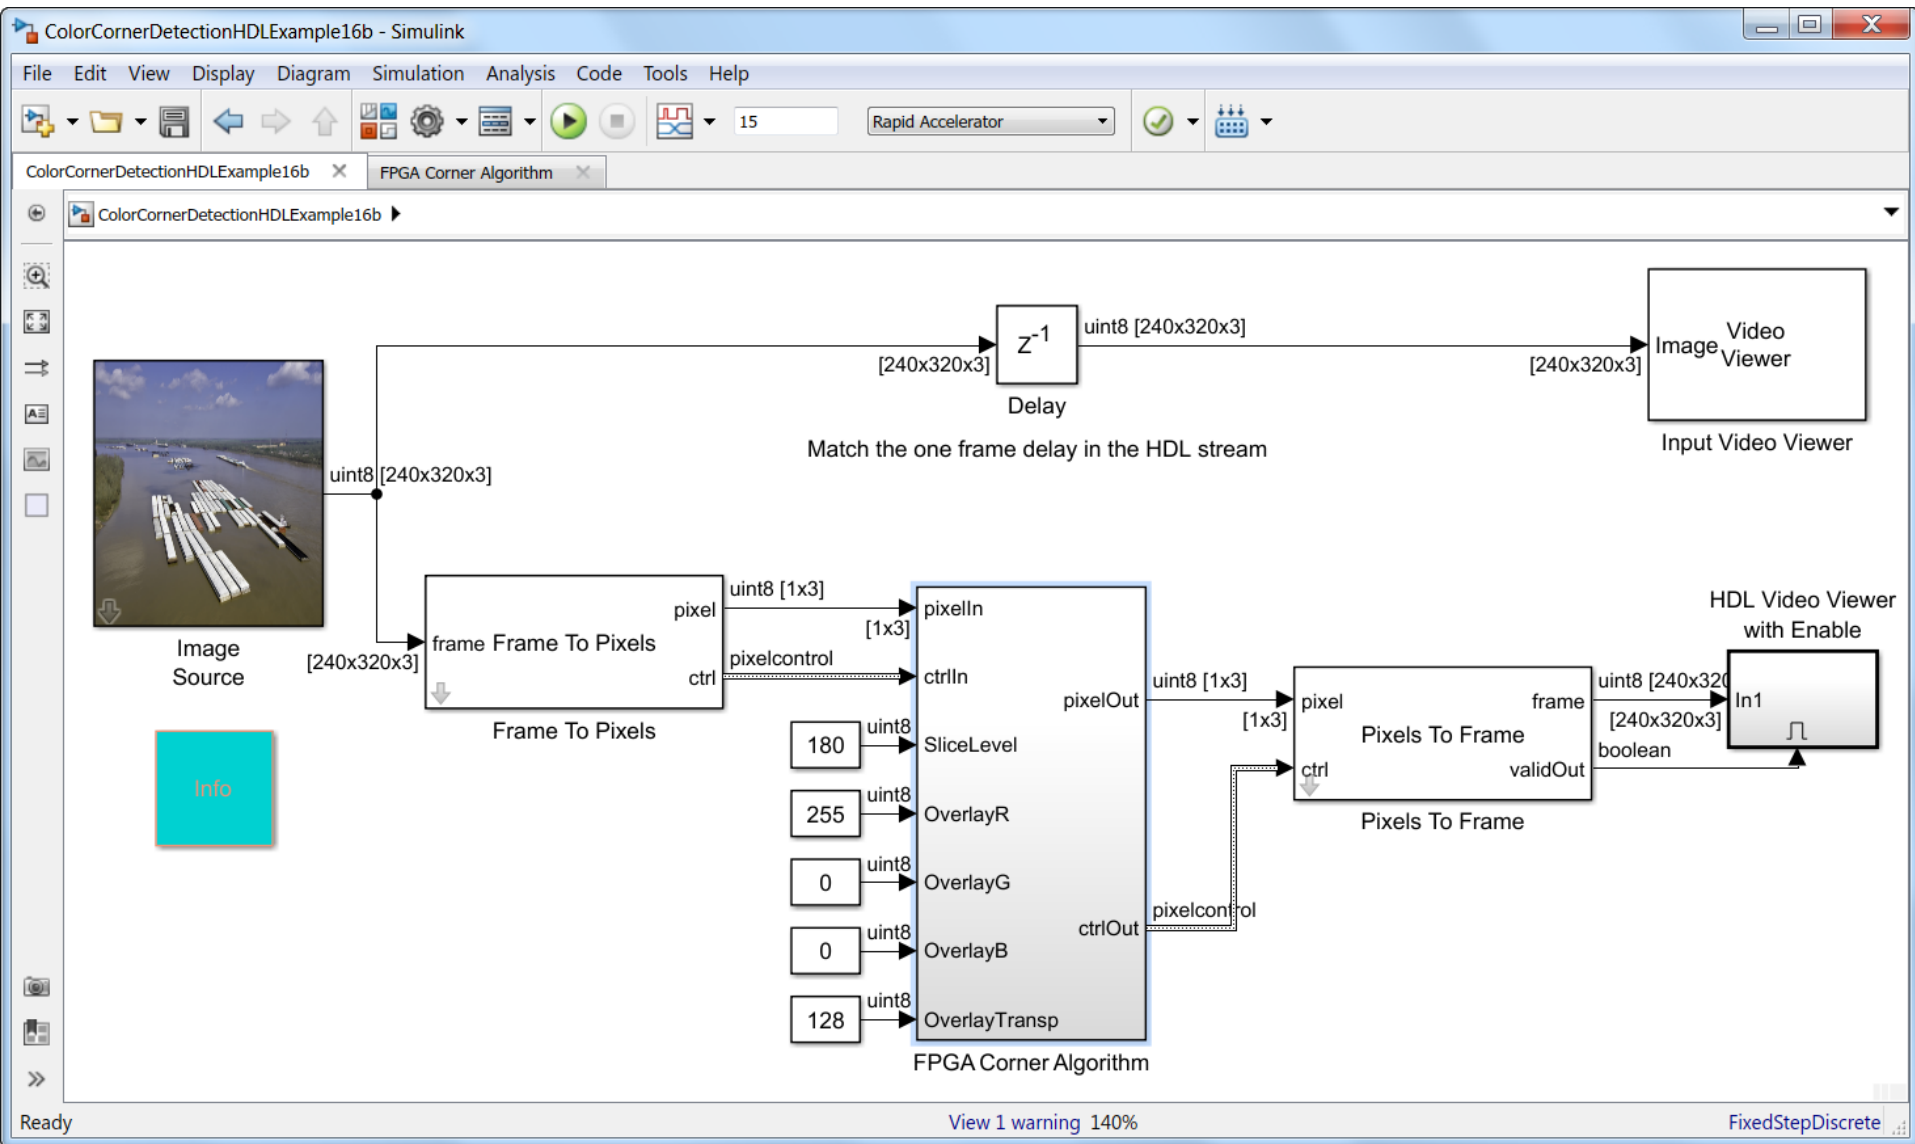 ColorCornerDetectionHDLExample16b - Simulink
File Edit View Display Diagram Simulation Analysis Code Tools Help
15
Rapid Accelerator
ColorCornerDetectionHDLExample16b
FPGA Corner Algorithm
ColorCornerDetectionHDLExample16b
Z-1
uint8 [240x320x3]
[240x320x3]
Delay
Match the one frame delay in the HDL stream
[240x320x3]
Image
Video
Viewer
Input Video Viewer
uint8 [240x320x3]
Image
Source
[240x320x3]
frame
Frame To Pixels
pixel
ctrl
Frame To Pixels
uint8 [1x3]
[1x3]
pixelcontrol
Info
180
uint8
255
uint8
0
uint8
0
uint8
128
uint8
pixelIn
ctrlIn
SliceLevel
OverlayR
OverlayG
OverlayB
OverlayTransp
pixelOut
ctrlOut
FPGA Corner Algorithm
uint8 [1x3]
[1x3]
pixelcontrol
pixel
ctrl
Pixels To Frame
frame
validOut
Pixels To Frame
uint8 [240x320
[240x320x3]
boolean
HDL Video Viewer
with Enable
In1
Ready
View 1 warning 140%
FixedStepDiscrete